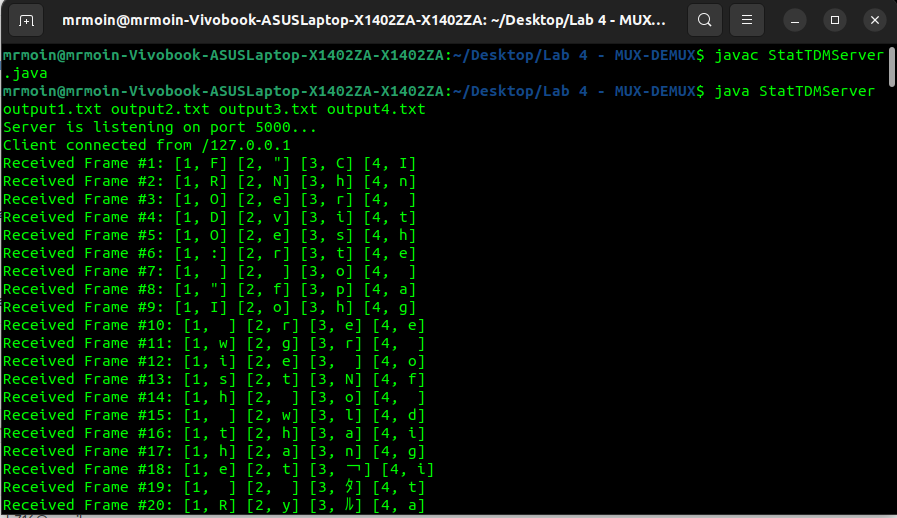 mrmoin@mrmoin-Vivobook-ASUSLaptop-X1402ZA-X1402ZA: ~/Desktop/Lab 4 - MUX...
mrmoin@mrmoin-Vivobook-ASUSLaptop-X1402ZA-X1402ZA:~/Desktop/Lab 4 - MUX-DEMUX$ javac StatTDMServer
.java
mrmoin@mrmoin-Vivobook-ASUSLaptop-X1402ZA-X1402ZA:~/Desktop/Lab 4 - MUX-DEMUX$ java StatTDMServer
output1.txt output2.txt output3.txt output4.txt
Server is listening on port 5000...
Client connected from /127.0.0.1
Received Frame #1: [1, F] [2, "] [3, C] [4, I]
Received Frame #2: [1, R] [2, N] [3, h] [4, n]
Received Frame #3: [1, O] [2, e] [3, r] [4,  ]
Received Frame #4: [1, D] [2, v] [3, i] [4, t]
Received Frame #5: [1, O] [2, e] [3, s] [4, h]
Received Frame #6: [1, :] [2, r] [3, t] [4, e]
Received Frame #7: [1,  ] [2,  ] [3, o] [4,  ]
Received Frame #8: [1, "] [2, f] [3, p] [4, a]
Received Frame #9: [1, I] [2, o] [3, h] [4, g]
Received Frame #10: [1,  ] [2, r] [3, e] [4, e]
Received Frame #11: [1, w] [2, g] [3, r] [4,  ]
Received Frame #12: [1, i] [2, e] [3,  ] [4, o]
Received Frame #13: [1, s] [2, t] [3, N] [4, f]
Received Frame #14: [1, h] [2,  ] [3, o] [4,  ]
Received Frame #15: [1,  ] [2, w] [3, l] [4, d]
Received Frame #16: [1, t] [2, h] [3, a] [4, i]
Received Frame #17: [1, h] [2, a] [3, n] [4, g]
Received Frame #18: [1, e] [2, t] [3, ] [4, i]
Received Frame #19: [1,  ] [2,  ] [3, ﾀ] [4, t]
Received Frame #20: [1, R] [2, y] [3, ﾙ] [4, a]